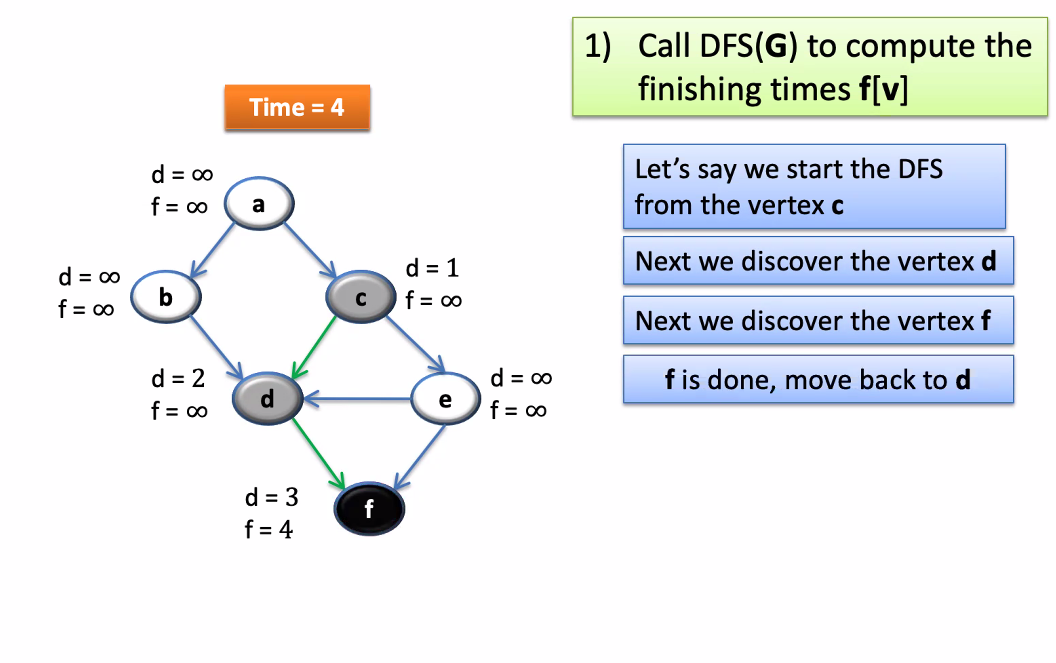 1) Call DFS(G) to compute the
finishing times f[v]
Time = 4
Let’s say we start the DFS
from the vertex c
Next we discover the vertex d
Next we discover the vertex f
f is done, move back to d
d = ∞
f = ∞
a
d = ∞
f = ∞
b
c
d = 1
f = ∞
d = 2
f = ∞
d
e
d = ∞
f = ∞
d = 3
f = 4
f